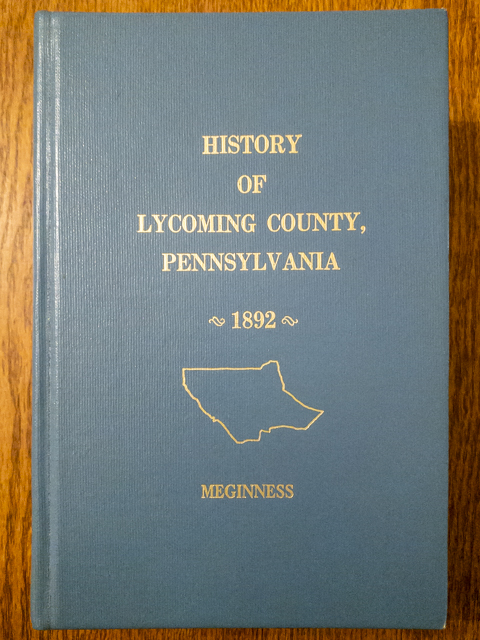 HISTORY
OF
LYCOMING COUNTY,
PENNSYLVANIA
~ 1892 ~
MEGINNESS